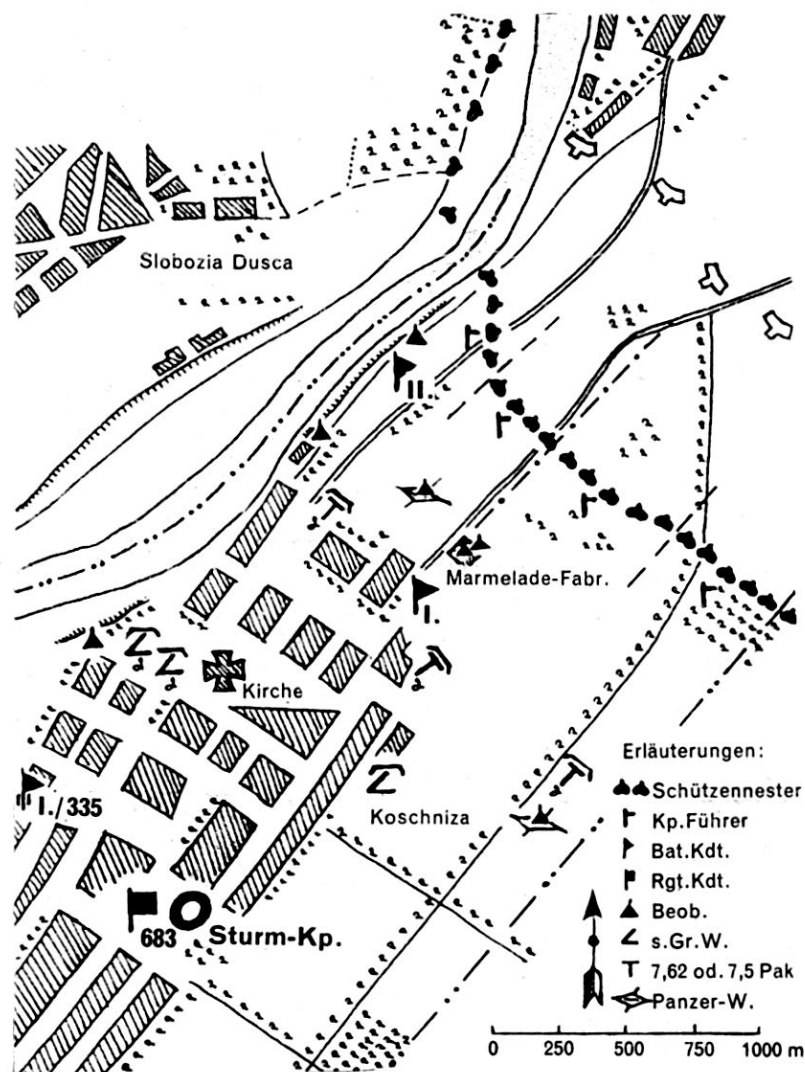 Slobozia Dusca
II.
Marmelade-Fabr.
I.
Kirche
I./335
Koschniza
683
Sturm-Kp.
Erläuterungen:
Schützennester
Kp.Führer
Bat.Kdt.
Rgt.Kdt.
Beob.
s.Gr.W.
7,62 od. 7,5 Pak
Panzer-W.
0 250 500 750 1000 m